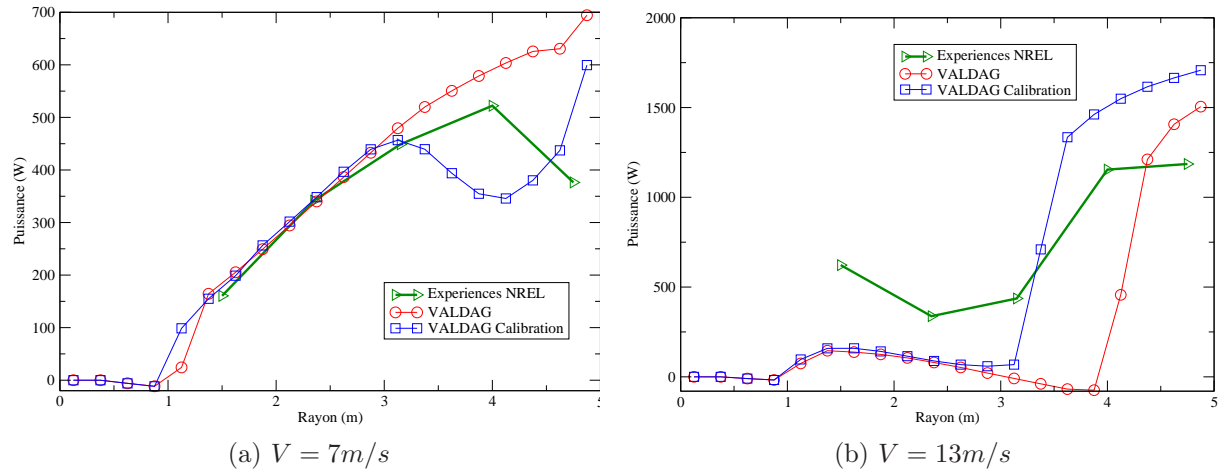 700
600
500
400
300
200
100
0
Puissance (W)
0
1
2
3
4
5
Rayon (m)
Experiences NREL
VALDAG
VALDAG Calibration
(a) V = 7m/s
2000
1500
1000
500
0
Puissance (W)
0
1
2
3
4
5
Rayon (m)
Experiences NREL
VALDAG
VALDAG Calibration
(b) V = 13m/s